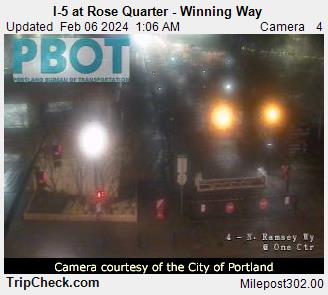 I-5 at Rose Quarter - Winning Way
Updated Feb 06 2024 1:06 AM Camera 4
PBOT
PORTLAND BUREAU OF TRANSPORTATION
4 - N. Ramsey Wy
@ One Ctr
Camera courtesy of the City of Portland
TripCheck.com Milepost302.00